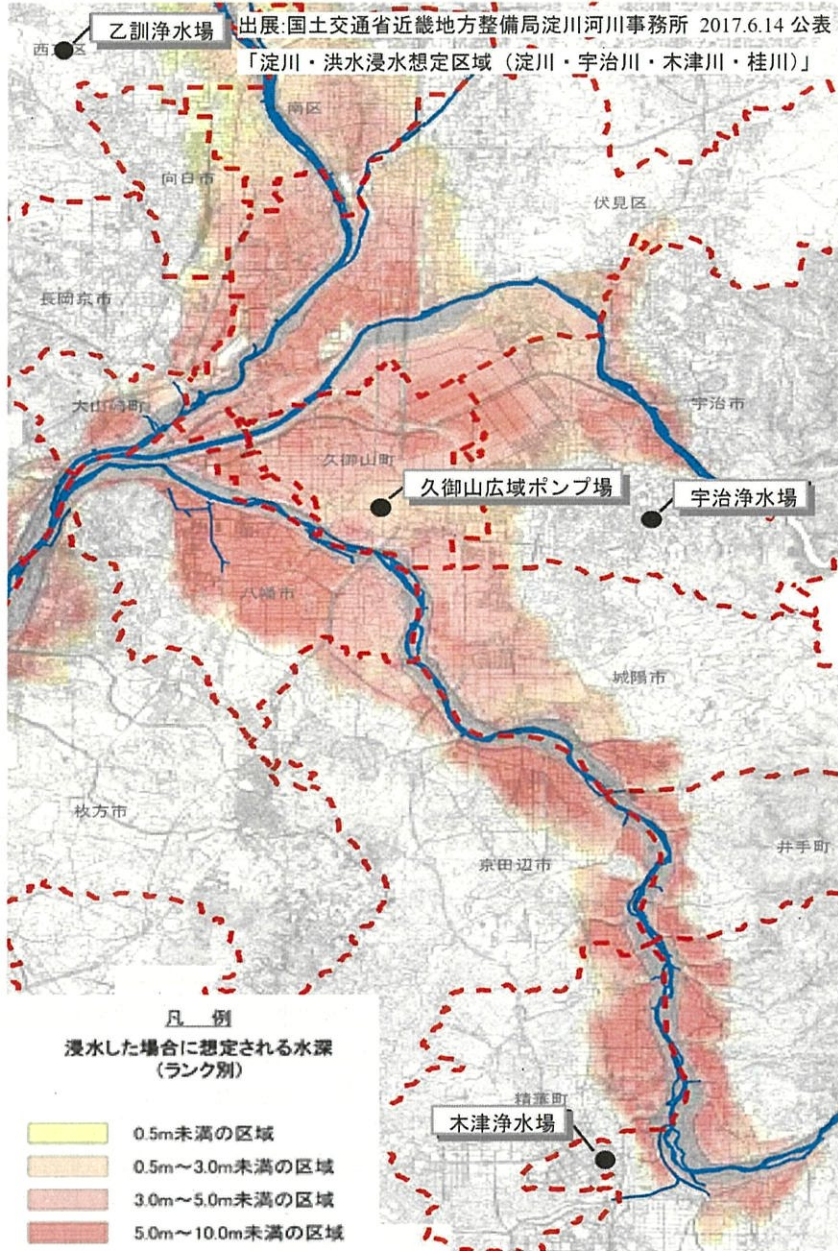 乙訓浄水場
出展:国土交通省近畿地方整備局淀川河川事務所 2017.6.14 公表
「淀川・洪水浸水想定区域（淀川・宇治川・木津川・桂川）」
南区
向日市
伏見区
長岡京市
大山崎町
宇治市
久御山町
久御山広域ポンプ場
宇治浄水場
八幡市
城陽市
枚方市
井手町
京田辺市
精華町
木津浄水場
凡 例
浸水した場合に想定される水深
(ランク別)
0.5m未満の区域
0.5m～3.0m未満の区域
3.0m～5.0m未満の区域
5.0m～10.0m未満の区域